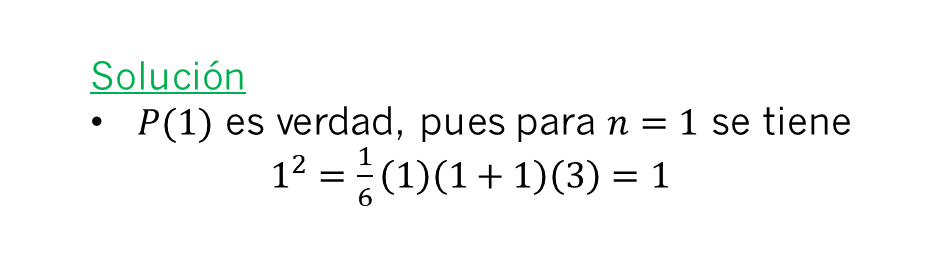 Solución
• P(1) es verdad, pues para n = 1 se tiene
1² = 1/6 (1)(1 + 1)(3) = 1